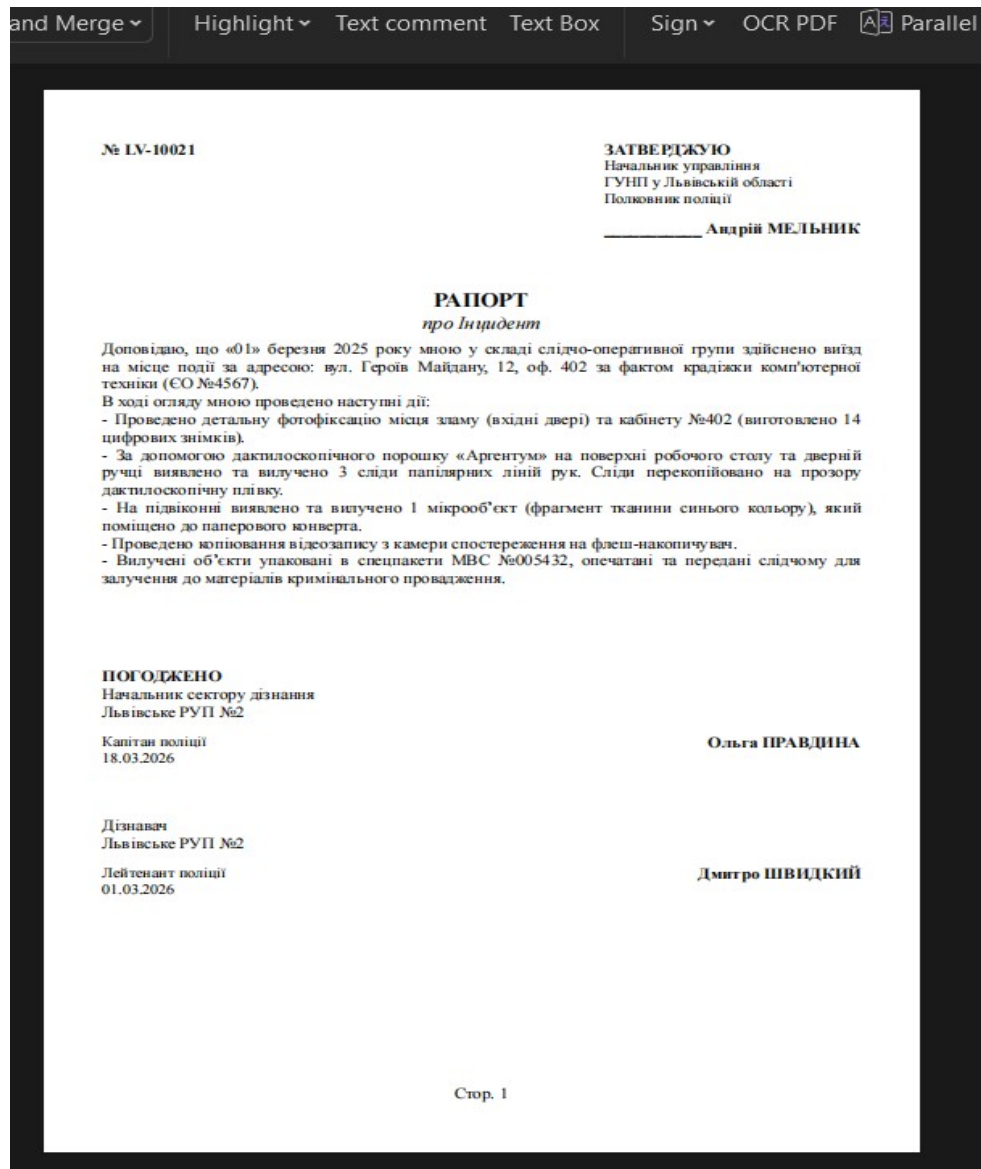 and Merge Highlight Text comment Text Box Sign OCR PDF Parallel
№ LV-10021
ЗАТВЕРДЖУЮ
Начальник управління
ГУНП у Львівській області
Полковник поліції
____________ Андрій МЕЛЬНИК
РАПОРТ
про Інцидент
Доповідаю, що «01» березня 2025 року мною у складі слідчо-оперативної групи здійснено виїзд
на місце події за адресою: вул. Героїв Майдану, 12, оф. 402 за фактом крадіжки комп'ютерної
техніки (ЄО №4567).
В ході огляду мною проведено наступні дії:
- Проведено детальну фотофіксацію місця зламу (вхідні двері) та кабінету №402 (виготовлено 14
цифрових знімків).
- За допомогою дактилоскопічного порошку «Аргентум» на поверхні робочого столу та дверній
ручці виявлено та вилучено 3 сліди папілярних ліній рук. Сліди перекопійовано на прозору
дактилоскопічну плівку.
- На підвіконні виявлено та вилучено 1 мікрооб’єкт (фрагмент тканини синього кольору), який
поміщено до паперового конверта.
- Проведено копіювання відеозапису з камери спостереження на флеш-накопичувач.
- Вилучені об’єкти упаковані в спецпакети МВС №005432, опечатані та передані слідчому для
залучення до матеріалів кримінального провадження.
ПОГОДЖЕНО
Начальник сектору дізнання
Львівське РУП №2
Капітан поліції
Ольга ПРАВДИНА
18.03.2026
Дізнавач
Львівське РУП №2
Лейтенант поліції
Дмитро ШВИДКИЙ
01.03.2026
Стор. 1